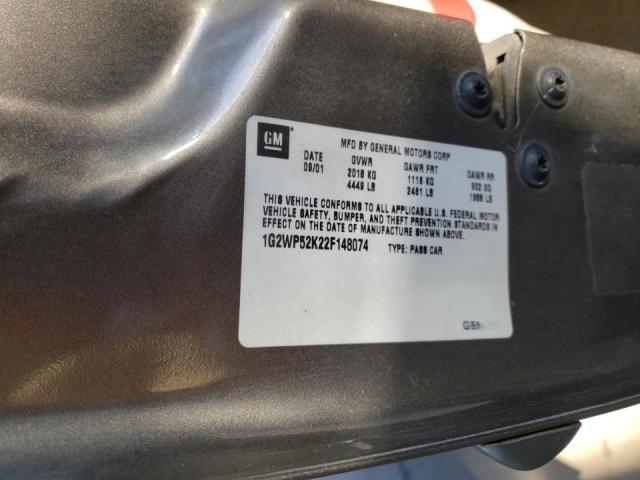 GM
MFD BY GENERAL MOTORS CORP
DATE GVWR GAWR FRT GAWR RR
09/01 2018 KG 1116 KG 902 KG
4449 LB 2461 LB 1988 LB
THIS VEHICLE CONFORMS TO ALL APPLICABLE U.S. FEDERAL MOTOR
VEHICLE SAFETY, BUMPER, AND THEFT PREVENTION STANDARDS IN
EFFECT ON THE DATE OF MANUFACTURE SHOWN ABOVE.
1G2WP52K22F148074 TYPE: PASS CAR